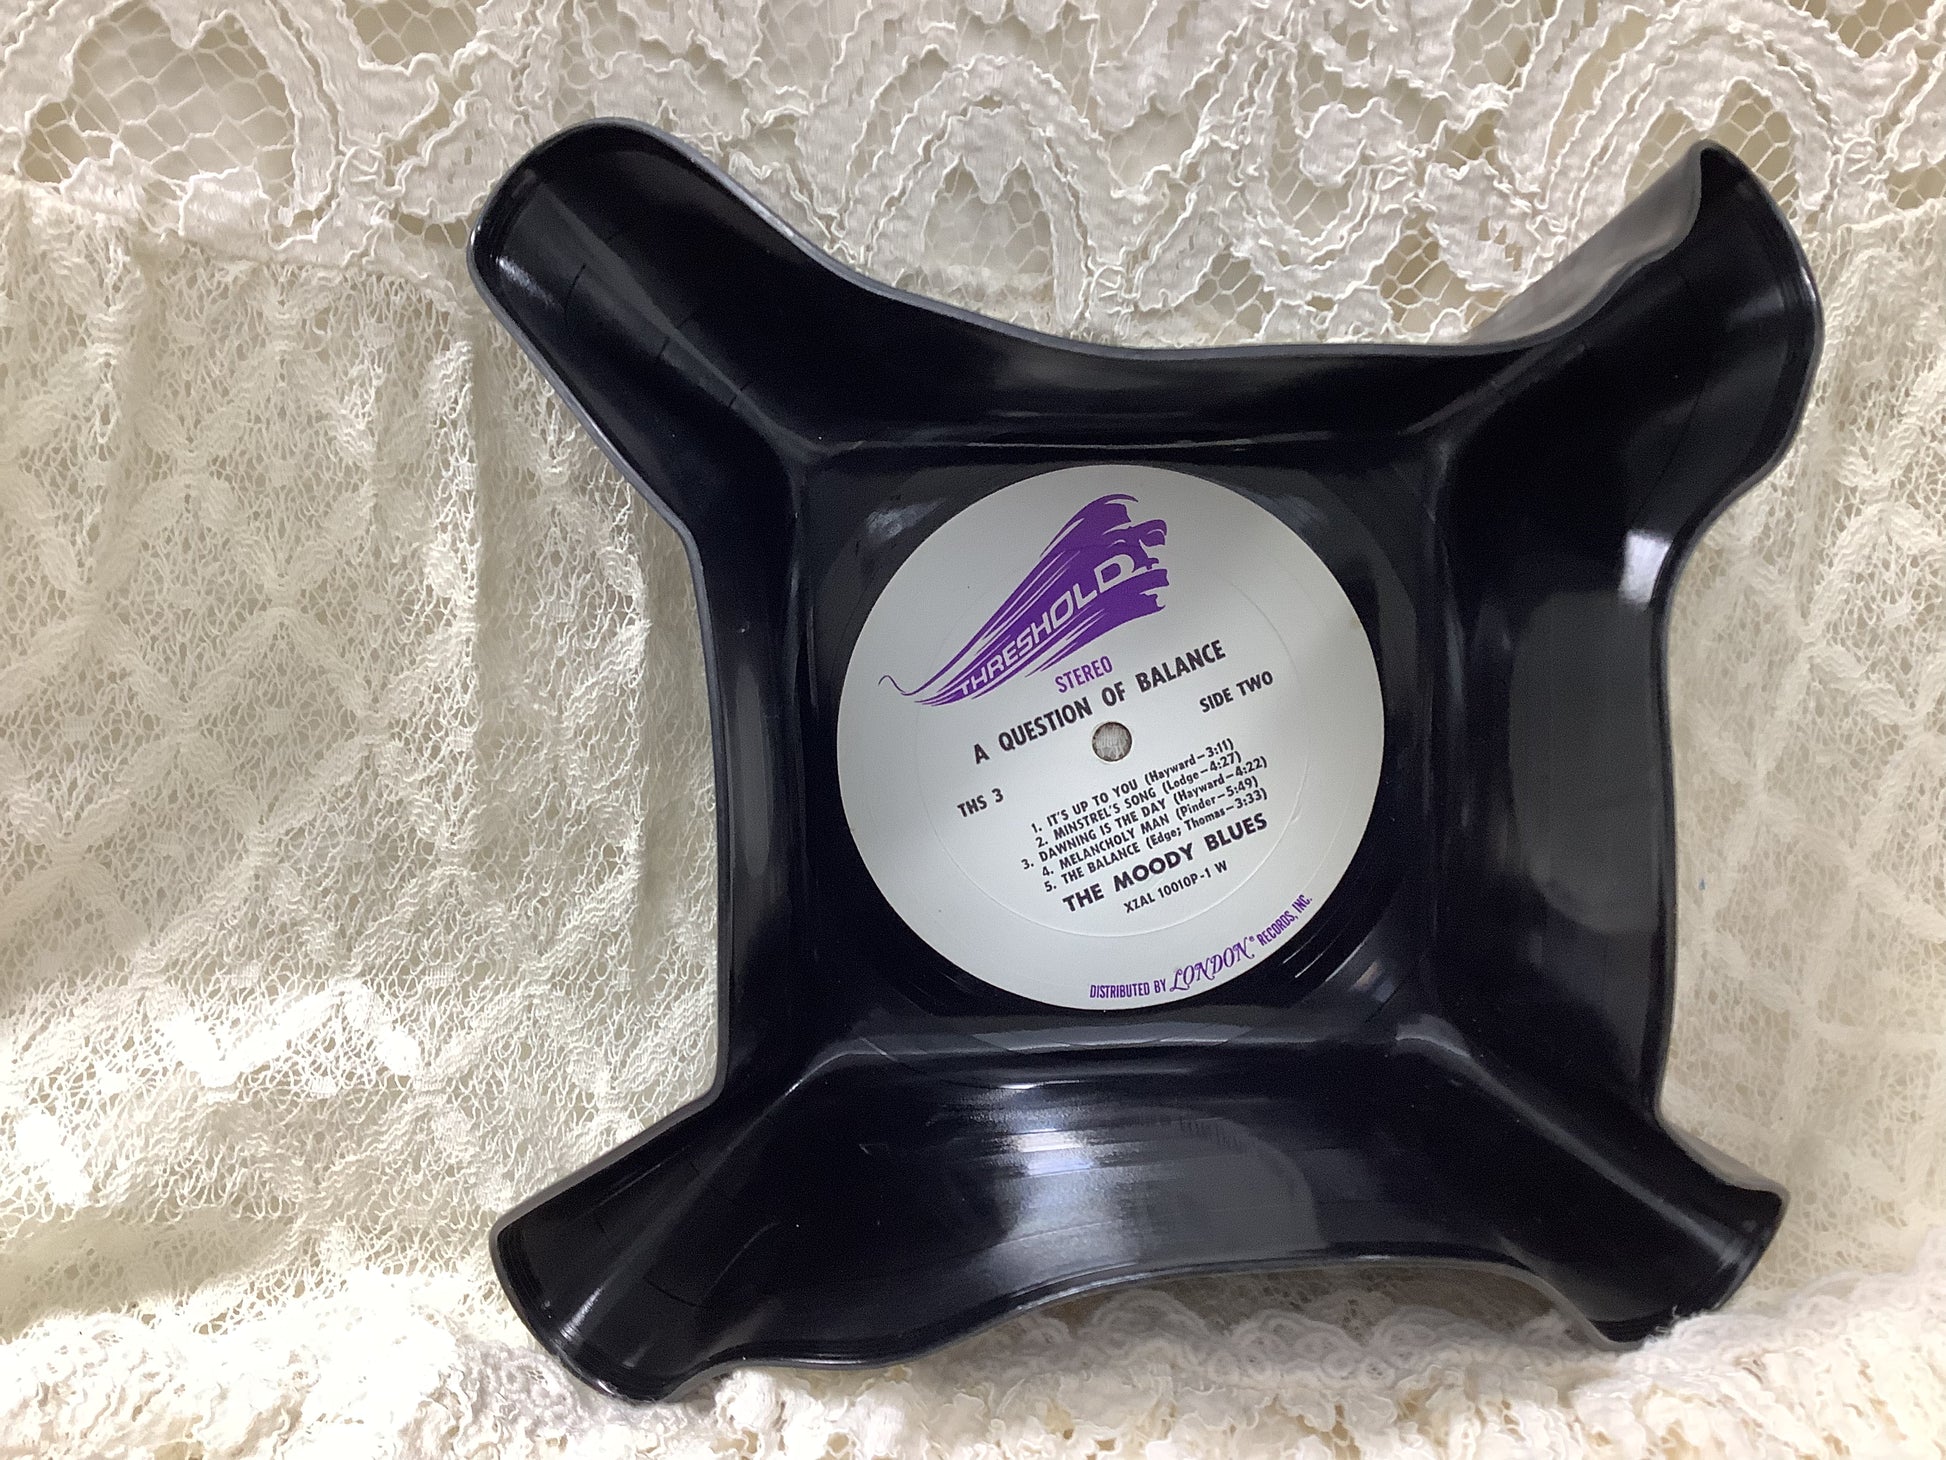 THRESHOLD
STEREO
A QUESTION OF BALANCE
SIDE TWO
THS 3
1. IT'S UP TO YOU (Hayward—3:11)
2. MINSTREL'S SONG (Lodge—4:27)
3. DAWNING IS THE DAY (Hayward—4:22)
4. MELANCHOLY MAN (Pinder—5:49)
5. THE BALANCE (Edge; Thomas—3:33)
THE MOODY BLUES
XZAL 10010P-1 W
DISTRIBUTED BY LONDON® RECORDS, INC.